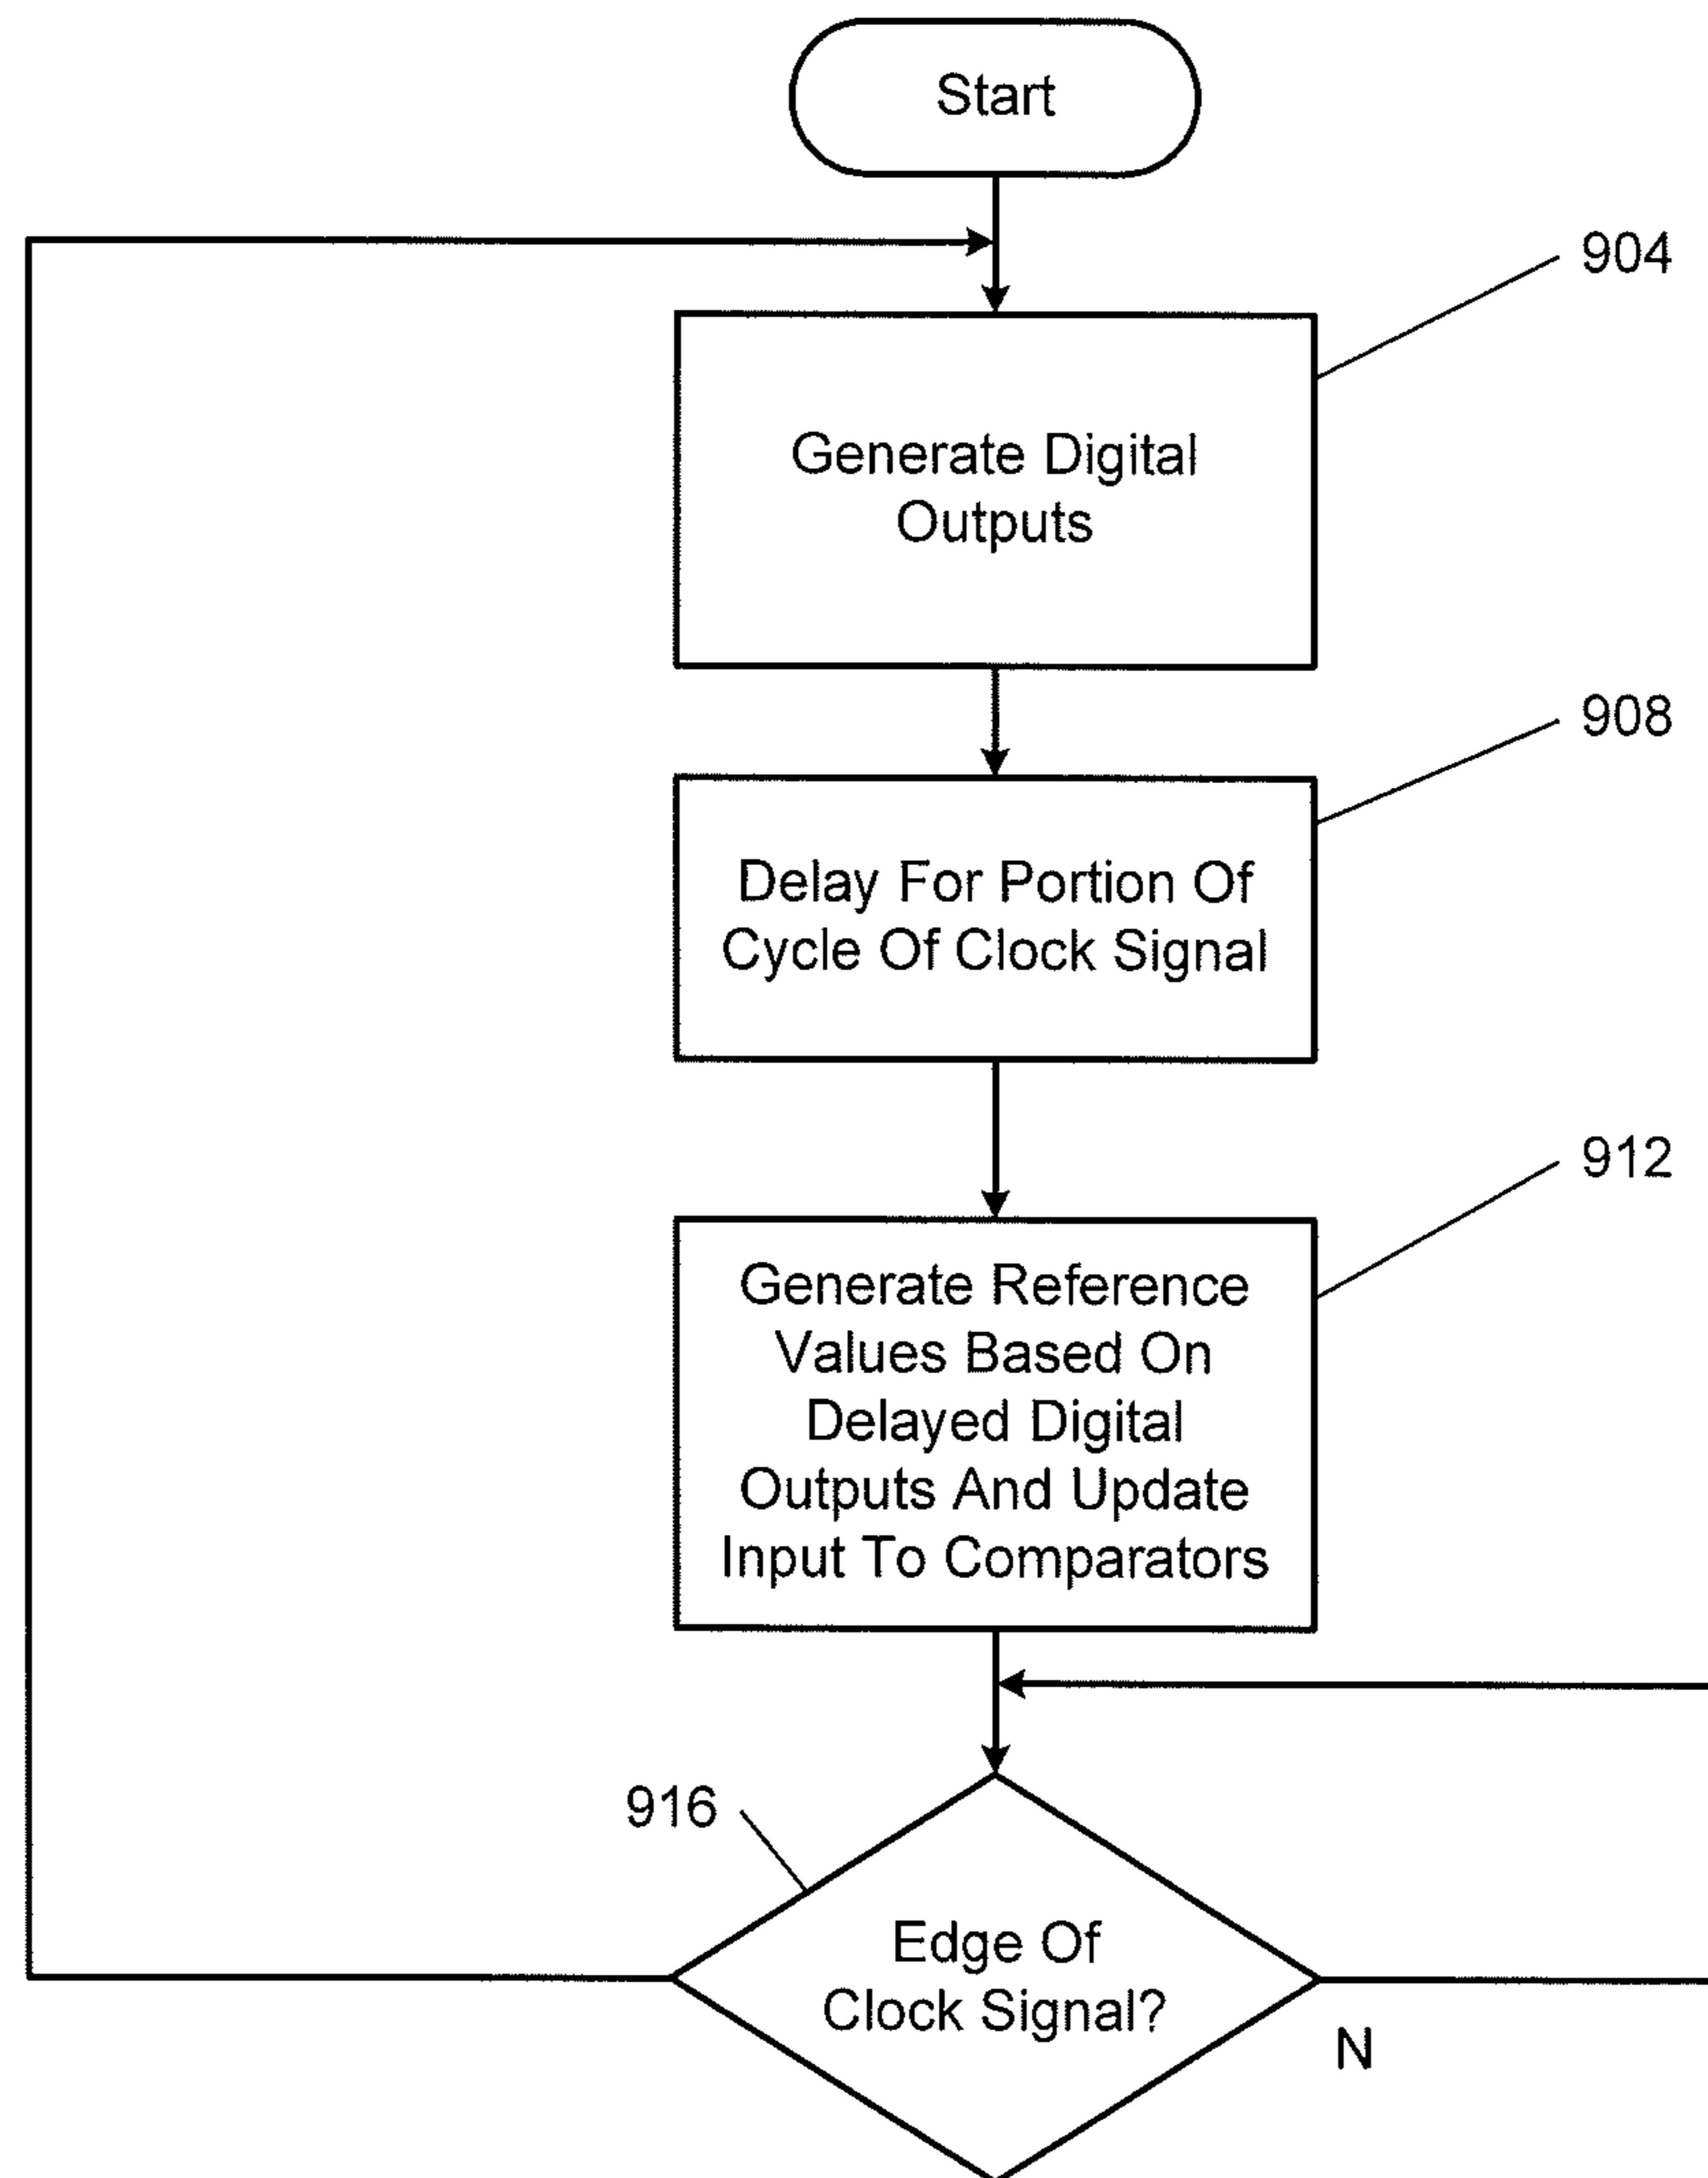 Start
904
Generate Digital
Outputs
908
Delay For Portion Of
Cycle Of Clock Signal
912
Generate Reference
Values Based On
Delayed Digital
Outputs And Update
Input To Comparators
916
Edge Of
Clock Signal?
N